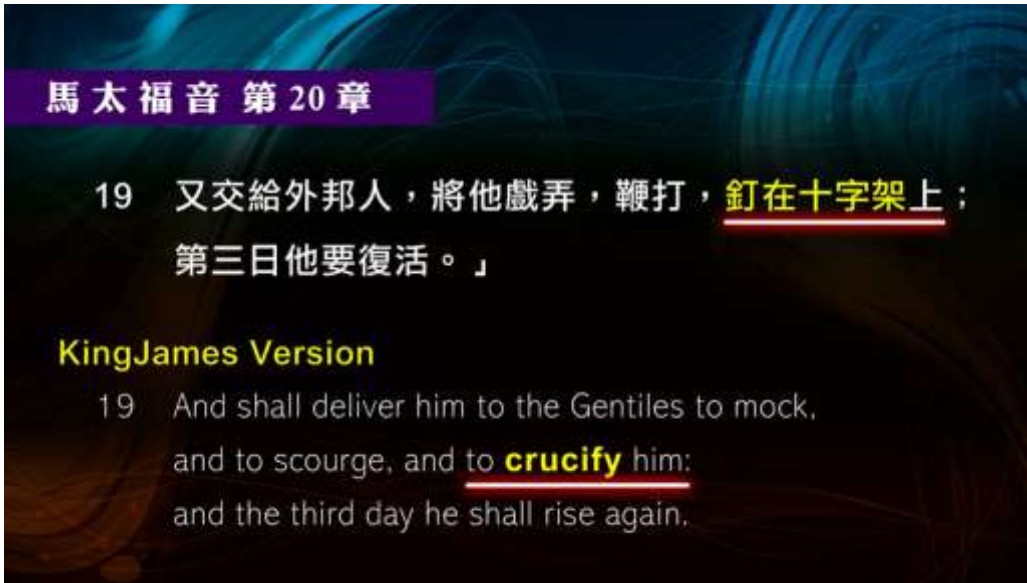 馬太福音 第20章
19 又交給外邦人，將他戲弄，鞭打，釘在十字架上；
第三日他要復活。」
KingJames Version
19 And shall deliver him to the Gentiles to mock,
and to scourge, and to crucify him:
and the third day he shall rise again.